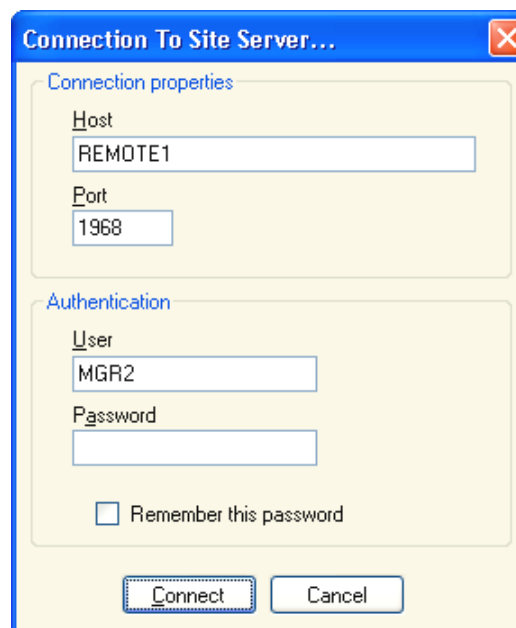 Connection To Site Server...
Connection properties
Host
REMOTE1
Port
1968
Authentication
User
MGR2
Password
Remember this password
Connect Cancel